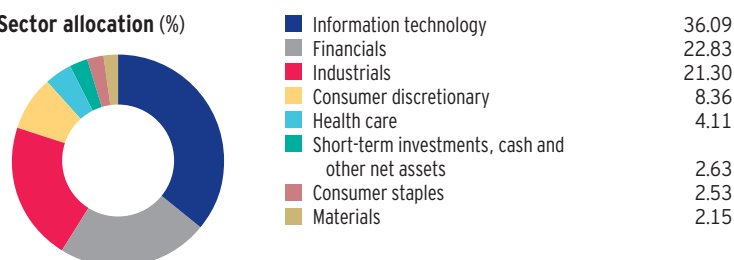 Sector allocation (%)
Information technology 36.09
Financials 22.83
Industrials 21.30
Consumer discretionary 8.36
Health care 4.11
Short-term investments, cash and
other net assets 2.63
Consumer staples 2.53
Materials 2.15